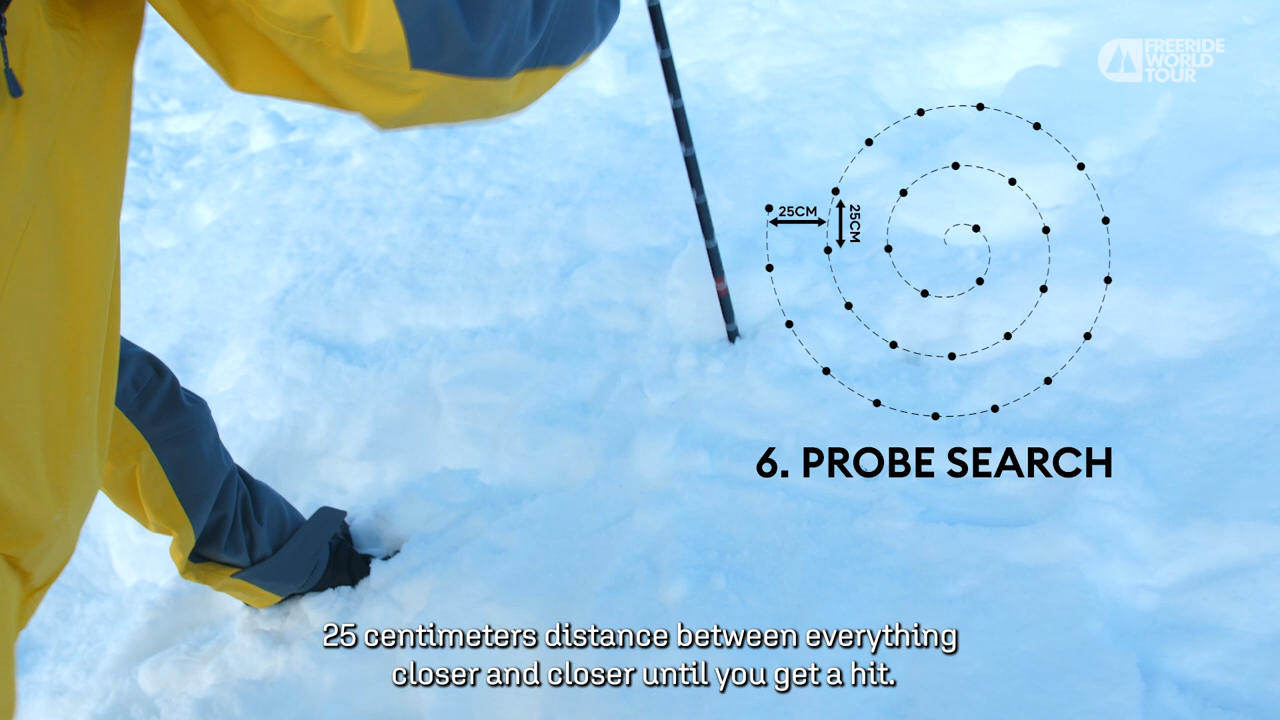 FREERIDE
WORLD
TOUR
25CM
25CM
6. PROBE SEARCH
25 centimeters distance between everything
closer and closer until you get a hit.